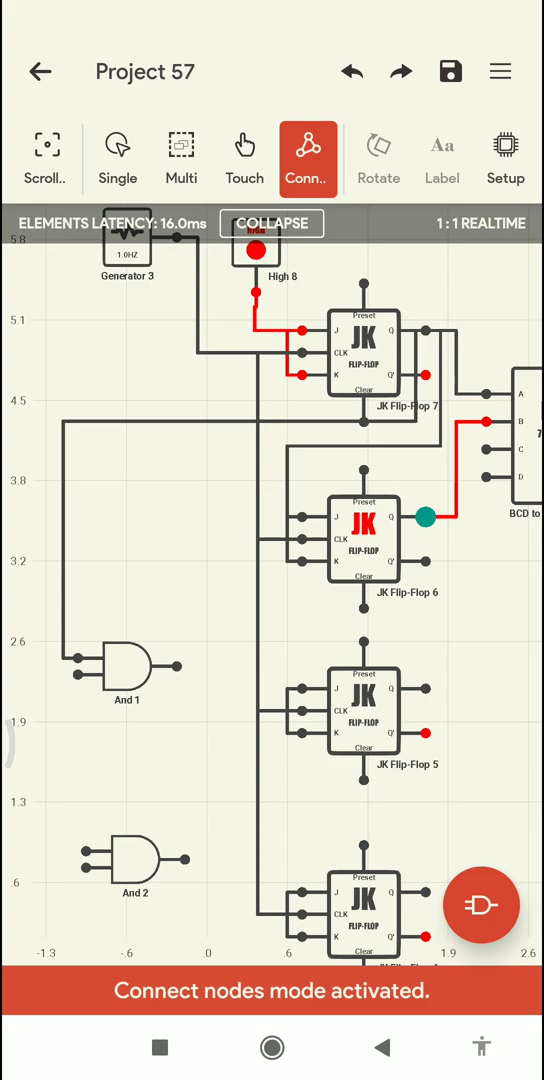 Project 57
Scroll..
Single
Multi
Touch
Conn..
Aa
Rotate
Label
Setup
ELEMENTS LATENCY: 16.0ms
COLLAPSE
1 : 1 REALTIME
5.8
1.0HZ
Generator 3
HIGH
High 8
5.1
Preset
J
JK
Q
CLK
FLIP-FLOP
K
Q'
Clear
JK Flip-Flop 7
4.5
A
B
C
D
7
BCD to
3.8
Preset
J
JK
Q
CLK
FLIP-FLOP
K
Q'
Clear
JK Flip-Flop 6
3.2
2.6
And 1
Preset
J
JK
Q
CLK
FLIP-FLOP
K
Q'
Clear
JK Flip-Flop 5
1.9
1.3
And 2
Preset
J
JK
Q
CLK
FLIP-FLOP
K
Q'
Clear
.6
-1.3
-.6
.0
.6
1.9
2.6
Connect nodes mode activated.